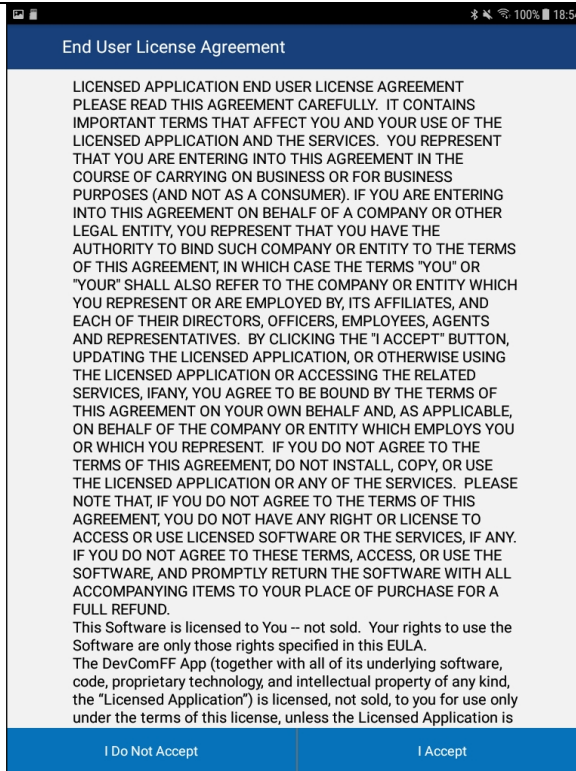 100% 18:54
End User License Agreement
LICENSED APPLICATION END USER LICENSE AGREEMENT
PLEASE READ THIS AGREEMENT CAREFULLY.  IT CONTAINS
IMPORTANT TERMS THAT AFFECT YOU AND YOUR USE OF THE
LICENSED APPLICATION AND THE SERVICES.  YOU REPRESENT
THAT YOU ARE ENTERING INTO THIS AGREEMENT IN THE
COURSE OF CARRYING ON BUSINESS OR FOR BUSINESS
PURPOSES (AND NOT AS A CONSUMER). IF YOU ARE ENTERING
INTO THIS AGREEMENT ON BEHALF OF A COMPANY OR OTHER
LEGAL ENTITY, YOU REPRESENT THAT YOU HAVE THE
AUTHORITY TO BIND SUCH COMPANY OR ENTITY TO THE TERMS
OF THIS AGREEMENT, IN WHICH CASE THE TERMS "YOU" OR
"YOUR" SHALL ALSO REFER TO THE COMPANY OR ENTITY WHICH
YOU REPRESENT OR ARE EMPLOYED BY, ITS AFFILIATES, AND
EACH OF THEIR DIRECTORS, OFFICERS, EMPLOYEES, AGENTS
AND REPRESENTATIVES.  BY CLICKING THE "I ACCEPT" BUTTON,
UPDATING THE LICENSED APPLICATION, OR OTHERWISE USING
THE LICENSED APPLICATION OR ACCESSING THE RELATED
SERVICES, IFANY, YOU AGREE TO BE BOUND BY THE TERMS OF
THIS AGREEMENT ON YOUR OWN BEHALF AND, AS APPLICABLE,
ON BEHALF OF THE COMPANY OR ENTITY WHICH EMPLOYS YOU
OR WHICH YOU REPRESENT.  IF YOU DO NOT AGREE TO THE
TERMS OF THIS AGREEMENT, DO NOT INSTALL, COPY, OR USE
THE LICENSED APPLICATION OR ANY OF THE SERVICES.  PLEASE
NOTE THAT, IF YOU DO NOT AGREE TO THE TERMS OF THIS
AGREEMENT, YOU DO NOT HAVE ANY RIGHT OR LICENSE TO
ACCESS OR USE LICENSED SOFTWARE OR THE SERVICES, IF ANY.
IF YOU DO NOT AGREE TO THESE TERMS, ACCESS, OR USE THE
SOFTWARE, AND PROMPTLY RETURN THE SOFTWARE WITH ALL
ACCOMPANYING ITEMS TO YOUR PLACE OF PURCHASE FOR A
FULL REFUND.
This Software is licensed to You -- not sold.  Your rights to use the
Software are only those rights specified in this EULA.
The DevComFF App (together with all of its underlying software,
code, proprietary technology, and intellectual property of any kind,
the “Licensed Application”) is licensed, not sold, to you for use only
under the terms of this license, unless the Licensed Application is
I Do Not Accept
I Accept